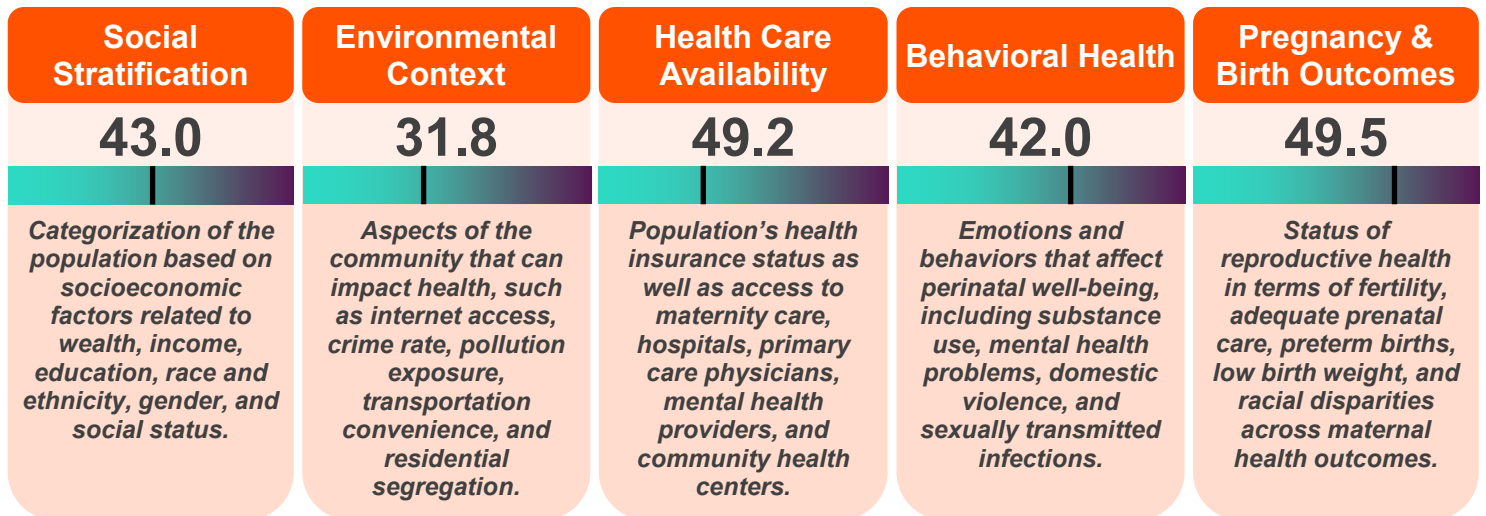 Social
Stratification
43.0
Categorization of the
population based on
socioeconomic
factors related to
wealth, income,
education, race and
ethnicity, gender, and
social status.
Environmental
Context
31.8
Aspects of the
community that can
impact health, such
as internet access,
crime rate, pollution
exposure,
transportation
convenience, and
residential
segregation.
Health Care
Availability
49.2
Population’s health
insurance status as
well as access to
maternity care,
hospitals, primary
care physicians,
mental health
providers, and
community health
centers.
Behavioral Health
42.0
Emotions and
behaviors that affect
perinatal well-being,
including substance
use, mental health
problems, domestic
violence, and
sexually transmitted
infections.
Pregnancy &
Birth Outcomes
49.5
Status of
reproductive health
in terms of fertility,
adequate prenatal
care, preterm births,
low birth weight, and
racial disparities
across maternal
health outcomes.